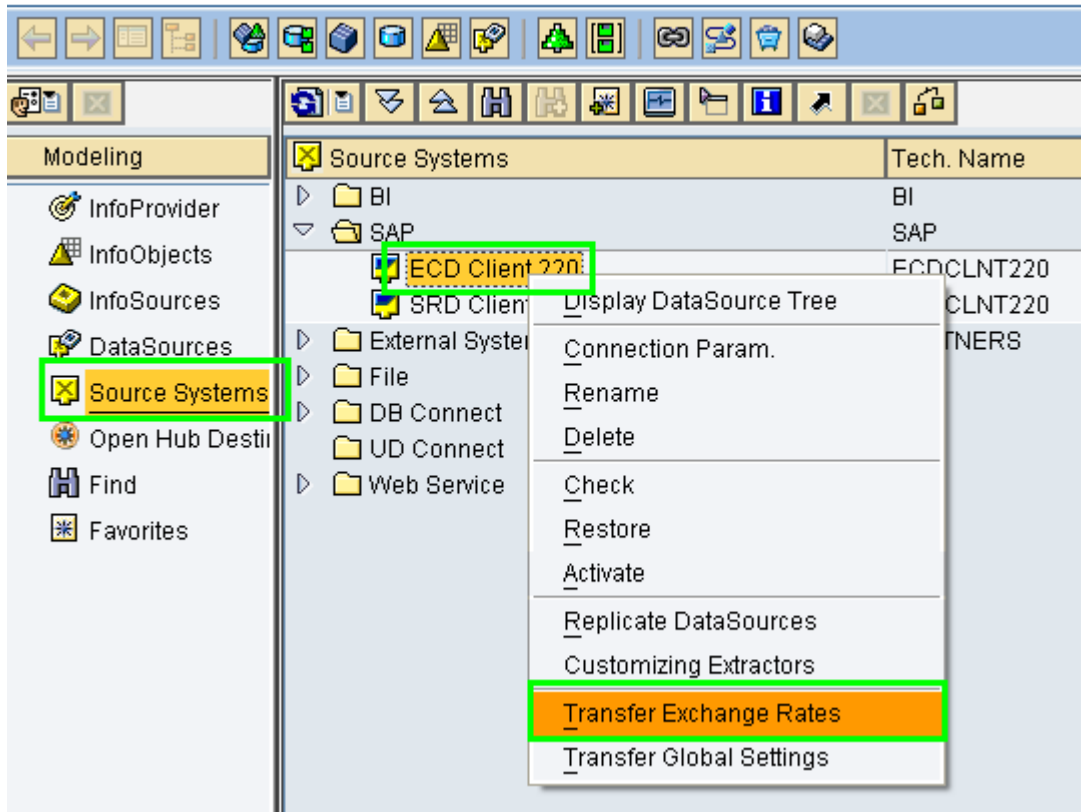 Modeling
InfoProvider
InfoObjects
InfoSources
DataSources
Source Systems
Open Hub Desti
Find
Favorites
Source Systems Tech. Name
BI BI
SAP SAP
ECD Client 220 ECDCLNT220
SRD Clien CLNT220
External Syste TNERS
File
DB Connect
UD Connect
Web Service
Display DataSource Tree
Connection Param.
Rename
Delete
Check
Restore
Activate
Replicate DataSources
Customizing Extractors
Transfer Exchange Rates
Transfer Global Settings